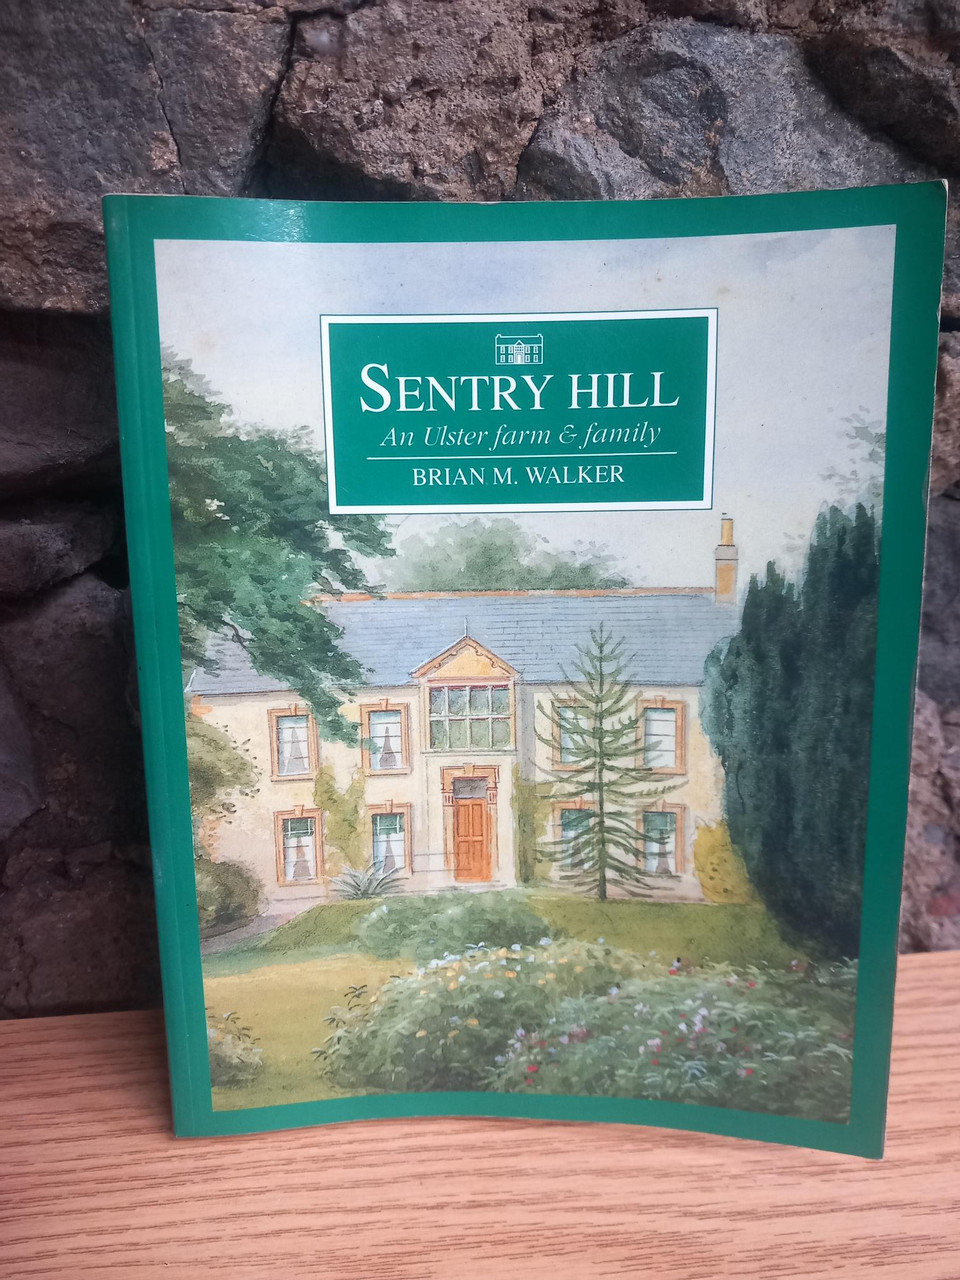 SENTRY HILL
An Ulster farm & family
BRIAN M. WALKER